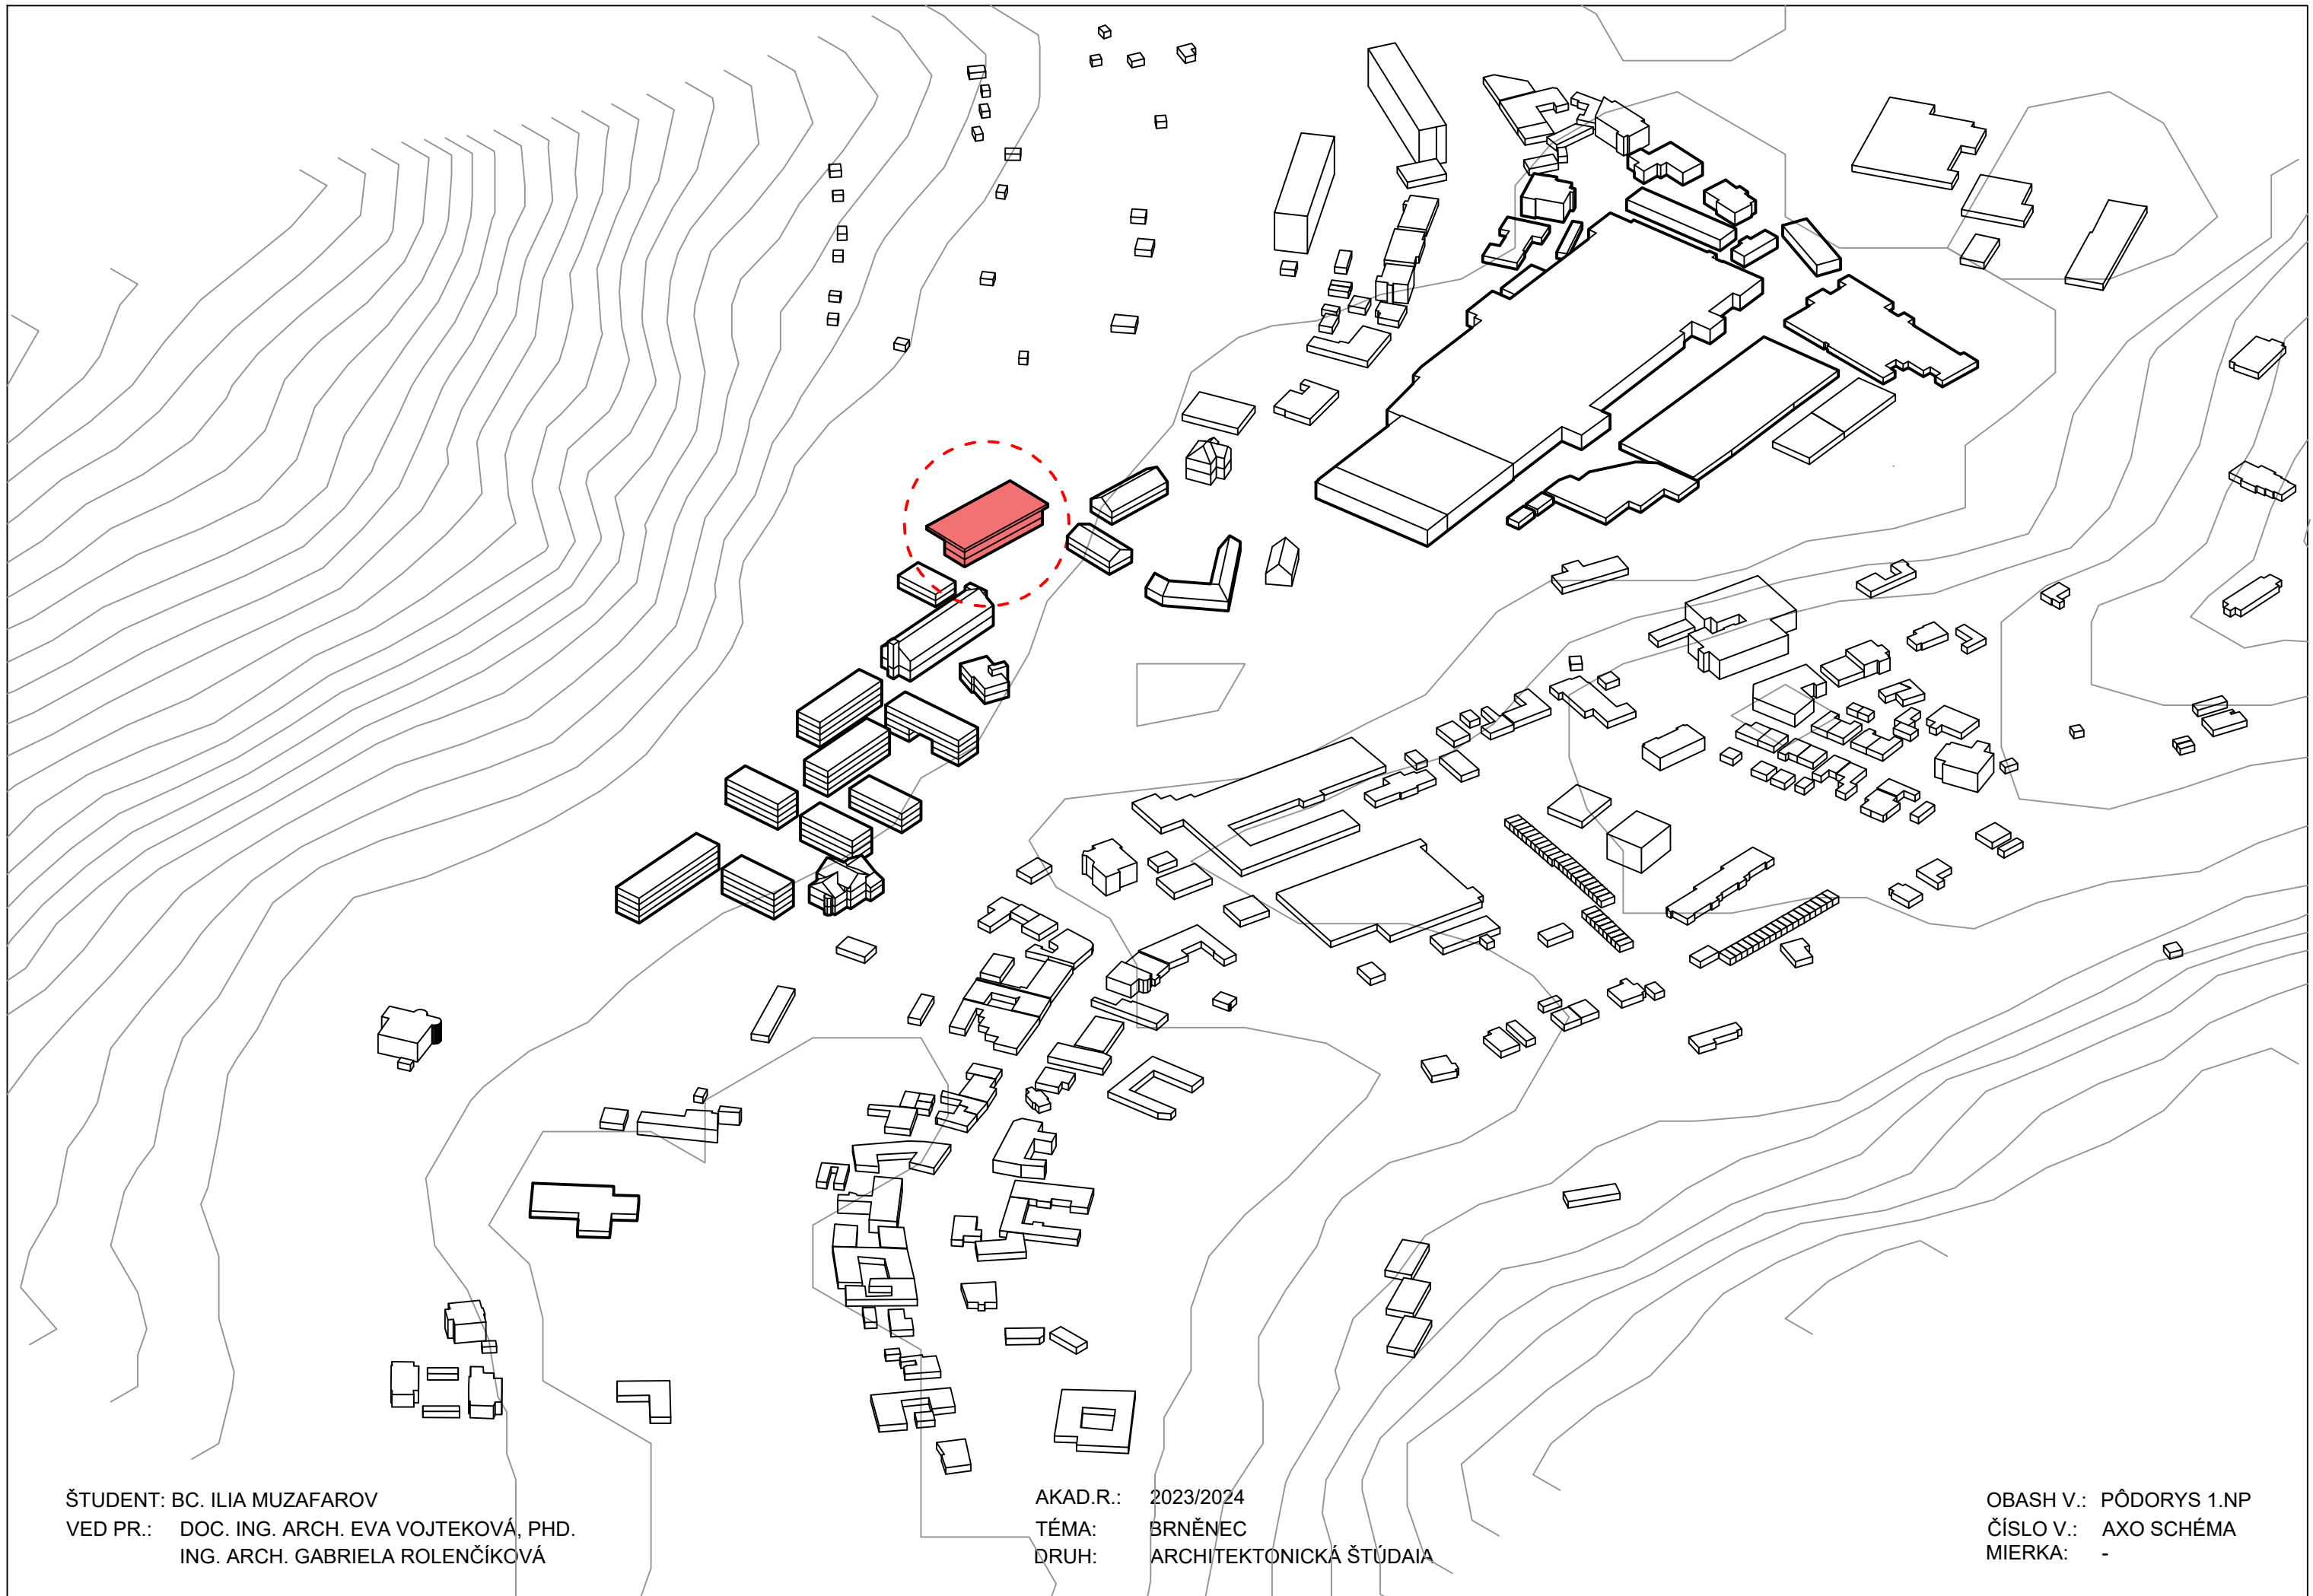 ŠTUDENT: BC. ILIA MUZAFAROV
VED PR.: DOC. ING. ARCH. EVA VOJTEKOVÁ, PHD.
ING. ARCH. GABRIELA ROLENČÍKOVÁ
AKAD.R.: 2023/2024
TÉMA: BRNĚNEC
DRUH: ARCHITEKTONICKÁ ŠTÚDAIA
OBASH V.: PÔDORYS 1.NP
ČÍSLO V.: AXO SCHÉMA
MIERKA: -